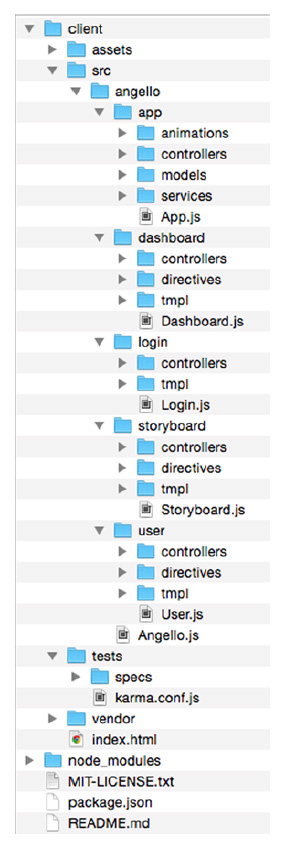 client
assets
src
angello
app
animations
controllers
models
services
App.js
dashboard
controllers
directives
tmpl
Dashboard.js
login
controllers
tmpl
Login.js
storyboard
controllers
directives
tmpl
Storyboard.js
user
controllers
directives
tmpl
User.js
Angello.js
tests
specs
karma.conf.js
vendor
index.html
node_modules
MIT-LICENSE.txt
package.json
README.md